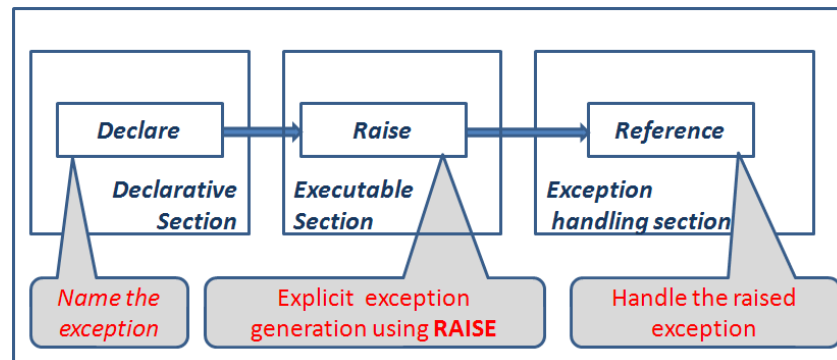 Declare
Raise
Reference
Declarative
Section
Executable
Section
Exception
handling section
Name the
exception
Explicit exception
generation using RAISE
Handle the raised
exception